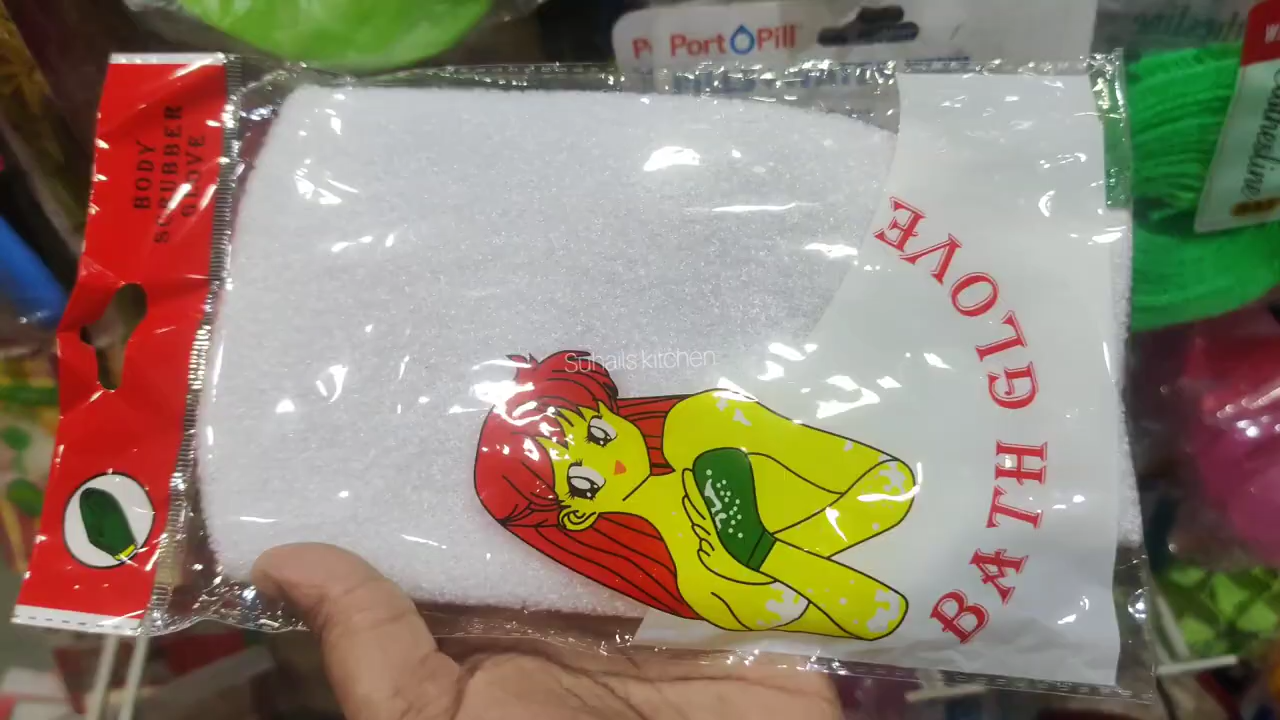 Port Pill
BODY
SCRUBBER
GLOVE
BATH GLOVE
Suhails kitchen